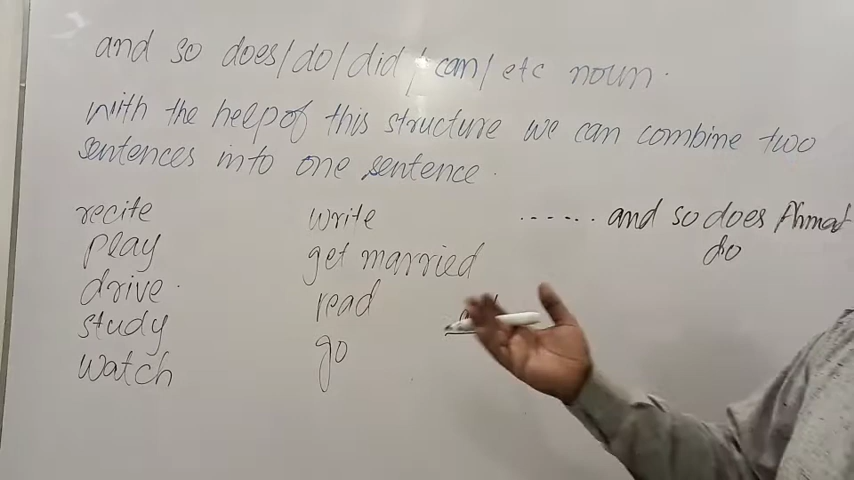 and so does/do/did/can/etc noun.
with the help of this structure we can combine two
sentences into one sentence.
recite
play
drive
study
watch
write
get married
read
go
...... and so does Ahmad
do